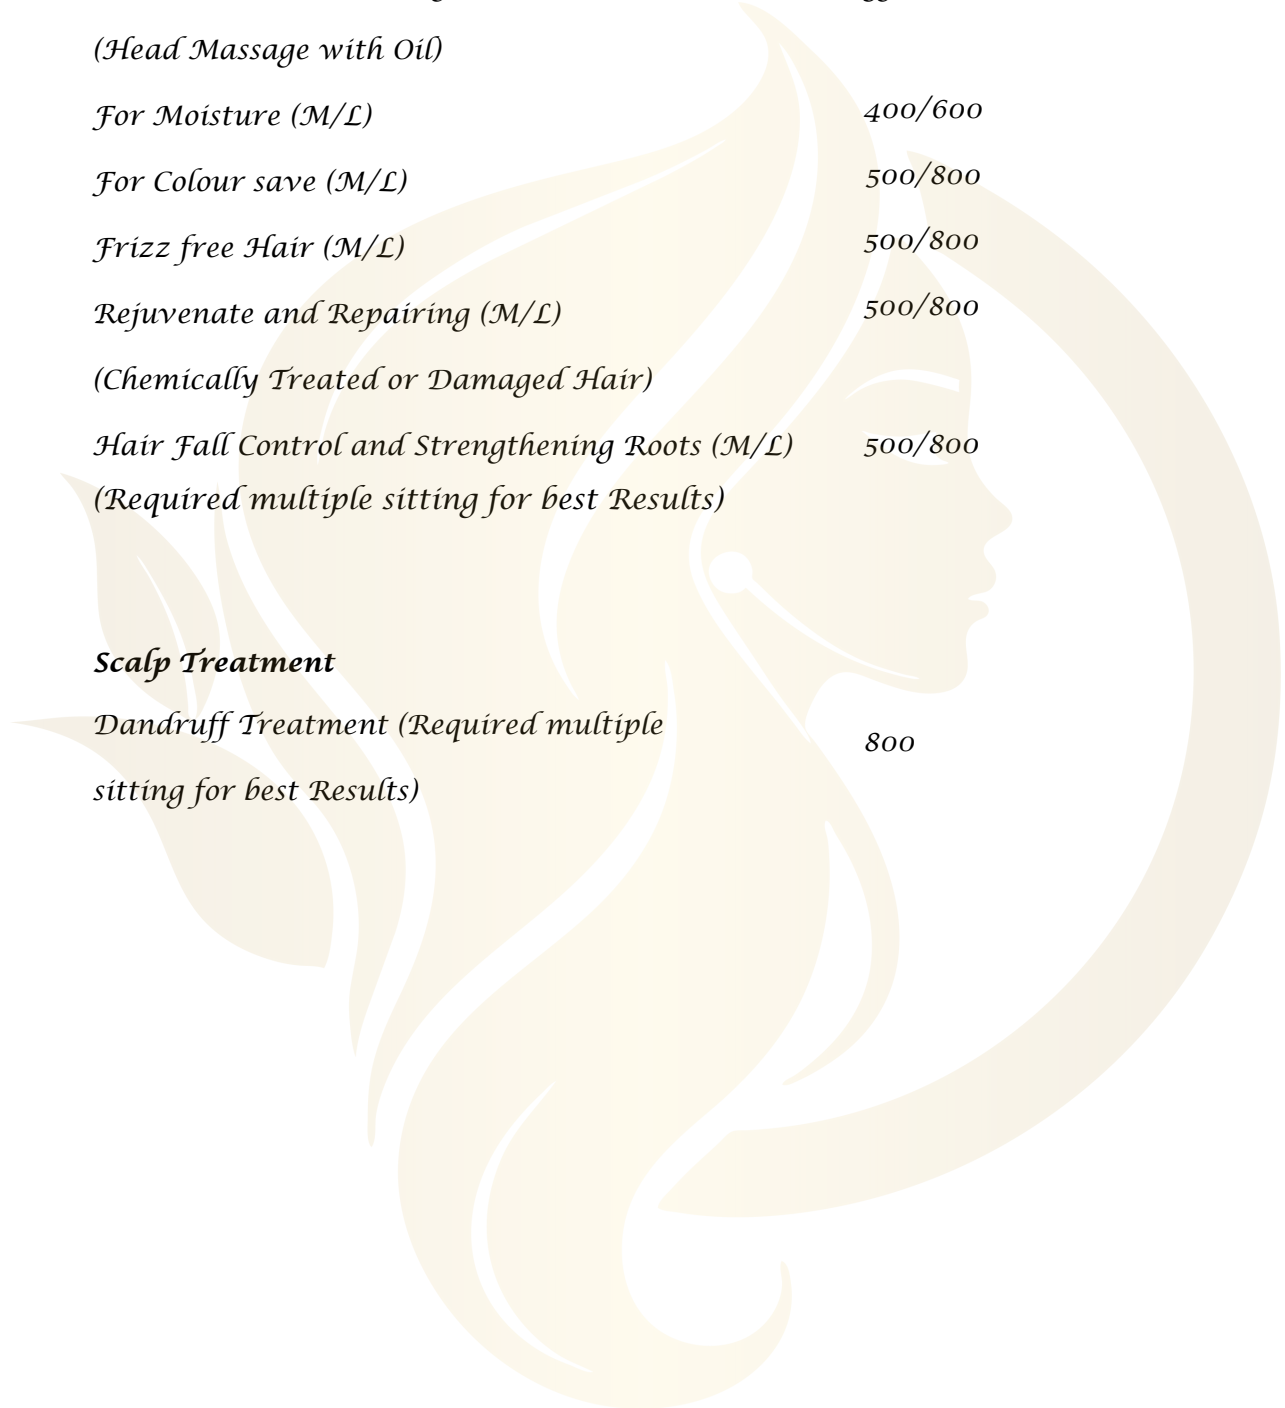 (Head Massage with Oil)
For Moisture (M/L) 400/600
For Colour save (M/L) 500/800
Frizz free Hair (M/L) 500/800
Rejuvenate and Repairing (M/L) 500/800
(Chemically Treated or Damaged Hair)
Hair Fall Control and Strengthening Roots (M/L) 500/800
(Required multiple sitting for best Results)
Scalp Treatment
Dandruff Treatment (Required multiple
800
sitting for best Results)